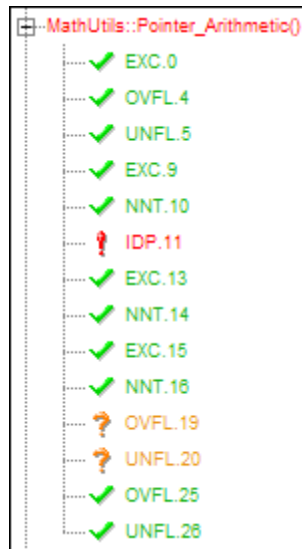 MathUtils::Pointer_Arithmetic()
EXC.0
OVFL.4
UNFL.5
EXC.9
NNT.10
IDP.11
EXC.13
NNT.14
EXC.15
NNT.16
OVFL.19
UNFL.20
OVFL.25
UNFL.26